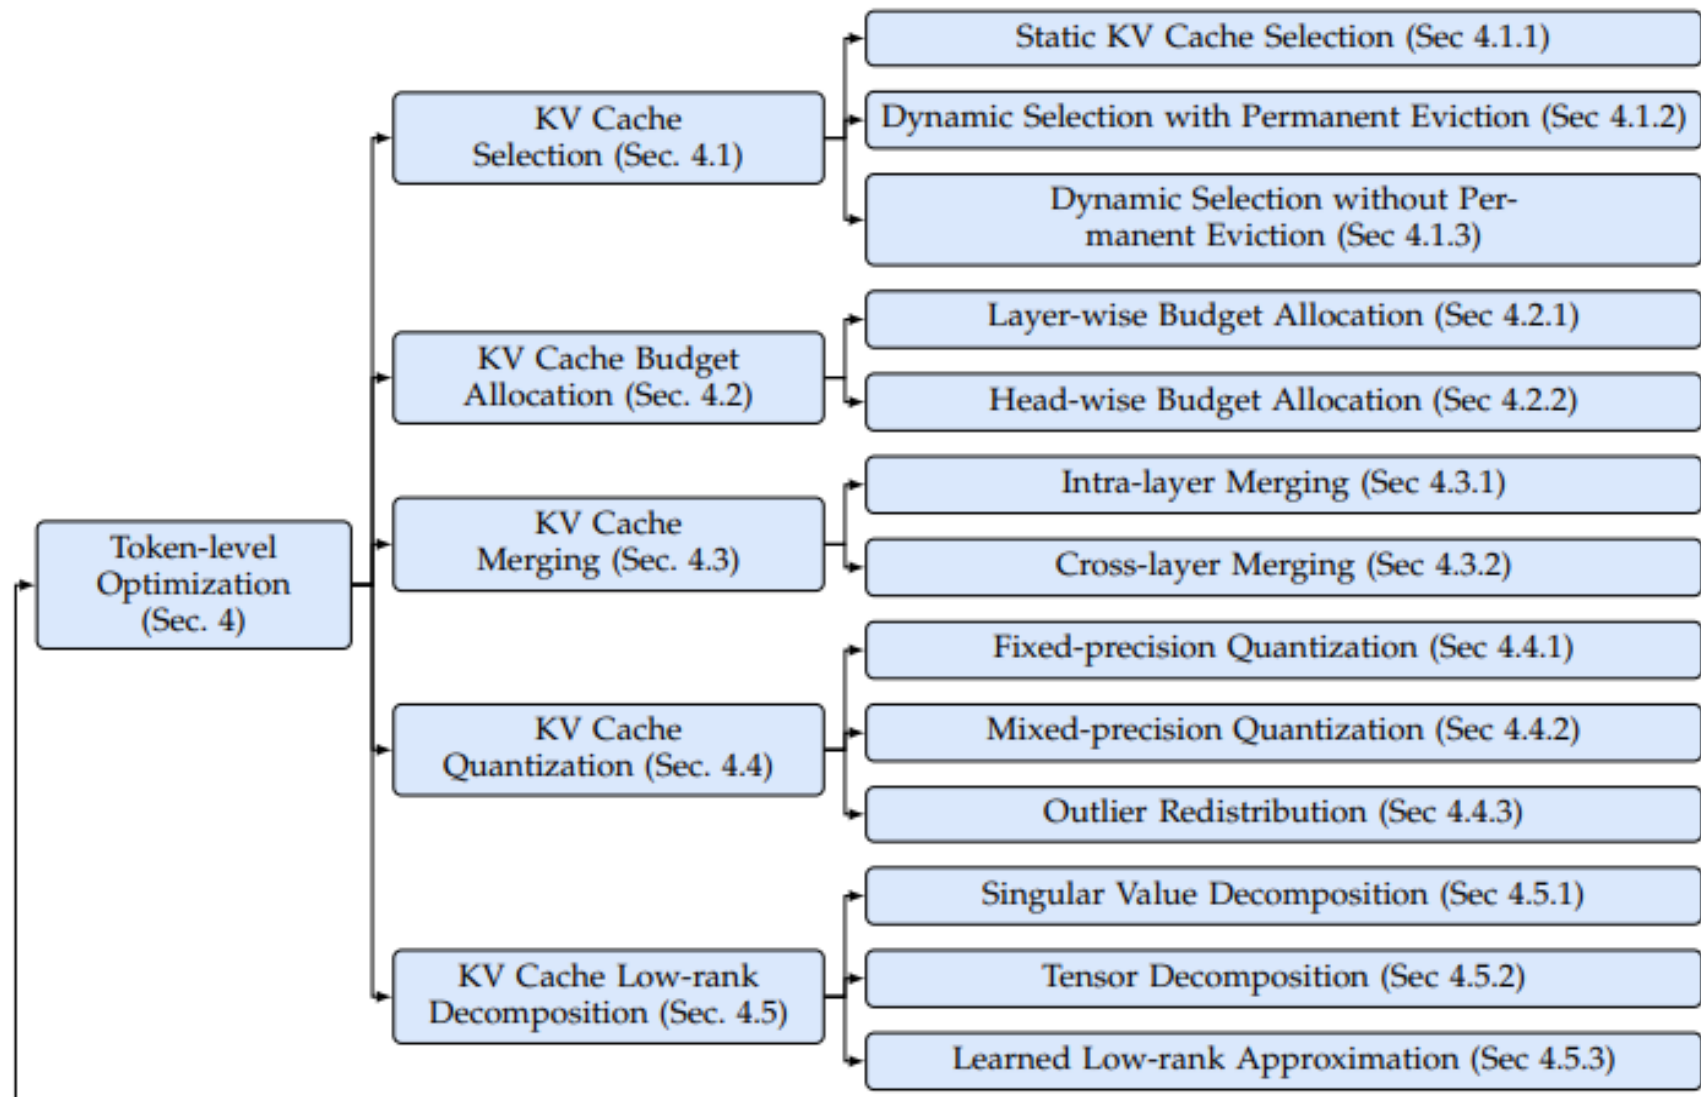 Token-level
Optimization
(Sec. 4)
KV Cache
Selection (Sec. 4.1)
Static KV Cache Selection (Sec 4.1.1)
Dynamic Selection with Permanent Eviction (Sec 4.1.2)
Dynamic Selection without Per-
manent Eviction (Sec 4.1.3)
KV Cache Budget
Allocation (Sec. 4.2)
Layer-wise Budget Allocation (Sec 4.2.1)
Head-wise Budget Allocation (Sec 4.2.2)
KV Cache
Merging (Sec. 4.3)
Intra-layer Merging (Sec 4.3.1)
Cross-layer Merging (Sec 4.3.2)
KV Cache
Quantization (Sec. 4.4)
Fixed-precision Quantization (Sec 4.4.1)
Mixed-precision Quantization (Sec 4.4.2)
Outlier Redistribution (Sec 4.4.3)
KV Cache Low-rank
Decomposition (Sec. 4.5)
Singular Value Decomposition (Sec 4.5.1)
Tensor Decomposition (Sec 4.5.2)
Learned Low-rank Approximation (Sec 4.5.3)